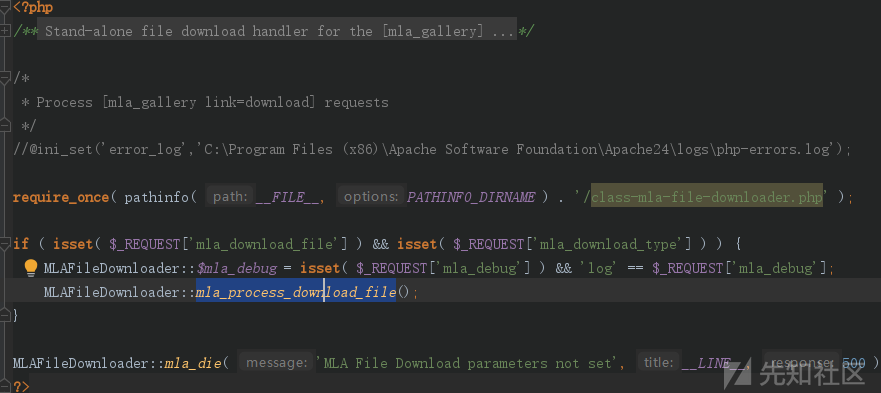 <?php
/** Stand-alone file download handler for the [mla_gallery] ...*/
/*
* Process [mla_gallery link=download] requests
*/
//@ini_set('error_log','C:\Program Files (x86)\Apache Software Foundation\Apache24\logs\php-errors.log');
require_once( pathinfo( path: __FILE__, options: PATHINFO_DIRNAME ) . '/class-mla-file-downloader.php' );
if ( isset( $_REQUEST['mla_download_file'] ) && isset( $_REQUEST['mla_download_type'] ) ) {
MLAFileDownloader::$mla_debug = isset( $_REQUEST['mla_debug'] ) && 'log' == $_REQUEST['mla_debug'];
MLAFileDownloader::mla_process_download_file();
}
MLAFileDownloader::mla_die( message: 'MLA File Download parameters not set', title: __LINE__, response: 500 )
?>
先知社区